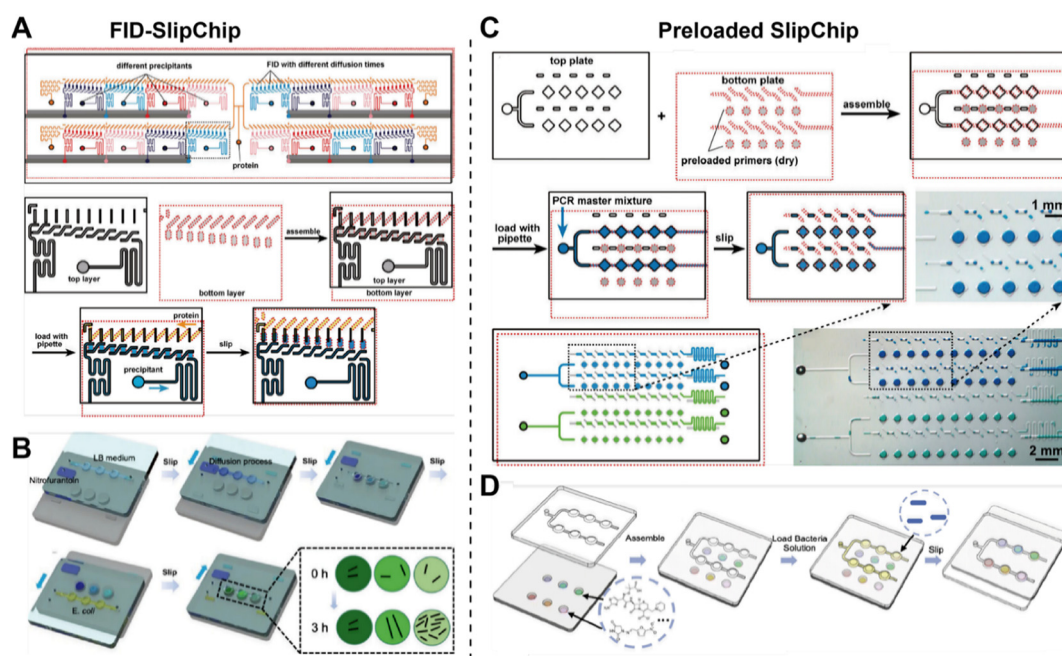 A
FID-SlipChip
different precipitants
FID with different diffusion times
protein
assemble
top layer
bottom layer
top layer
bottom layer
load with
pipette
protein
precipitant
slip
B
LB medium
Nitrofurantoin
Slip
Diffusion process
Slip
Slip
E. coli
Slip
0 h
3 h
C
Preloaded SlipChip
top plate
+
bottom plate
preloaded primers (dry)
assemble
load with
pipette
PCR master mixture
slip
1 mm
2 mm
D
Assemble
...
Load Bacteria
Solution
Slip